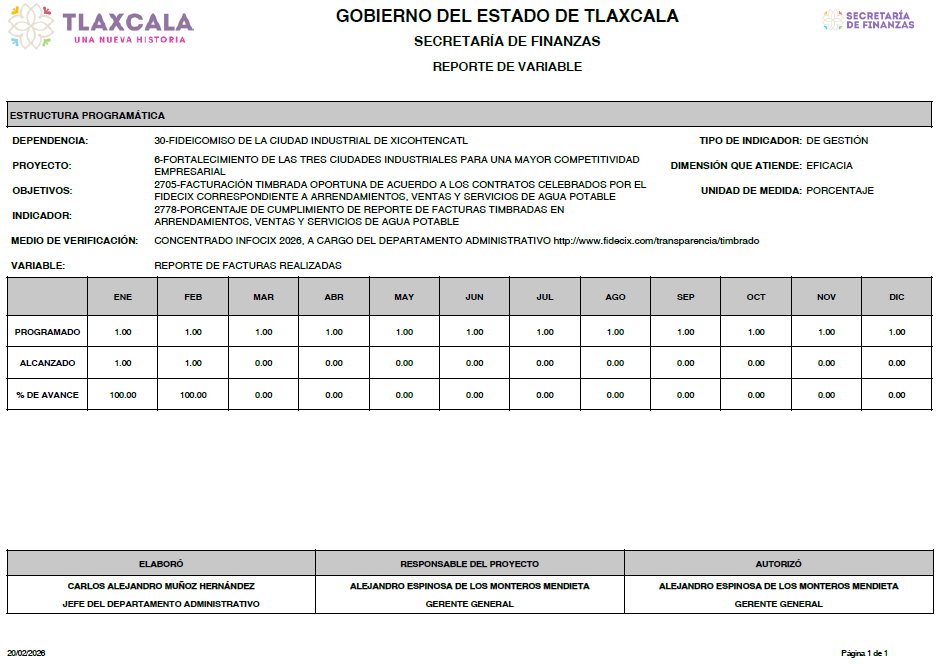 TLAXCALA
UNA NUEVA HISTORIA
GOBIERNO DEL ESTADO DE TLAXCALA
SECRETARÍA DE FINANZAS
REPORTE DE VARIABLE
SECRETARÍA
DE FINANZAS
ESTRUCTURA PROGRAMÁTICA
DEPENDENCIA: 30-FIDEICOMISO DE LA CIUDAD INDUSTRIAL DE XICOHTENCATL TIPO DE INDICADOR: DE GESTIÓN
PROYECTO: 6-FORTALECIMIENTO DE LAS TRES CIUDADES INDUSTRIALES PARA UNA MAYOR COMPETITIVIDAD
EMPRESARIAL DIMENSIÓN QUE ATIENDE: EFICACIA
OBJETIVOS: 2705-FACTURACIÓN TIMBRADA OPORTUNA DE ACUERDO A LOS CONTRATOS CELEBRADOS POR EL
FIDECIX CORRESPONDIENTE A ARRENDAMIENTOS, VENTAS Y SERVICIOS DE AGUA POTABLE UNIDAD DE MEDIDA: PORCENTAJE
INDICADOR: 2778-PORCENTAJE DE CUMPLIMIENTO DE REPORTE DE FACTURAS TIMBRADAS EN
ARRENDAMIENTOS, VENTAS Y SERVICIOS DE AGUA POTABLE
MEDIO DE VERIFICACIÓN: CONCENTRADO INFOCIX 2026, A CARGO DEL DEPARTAMENTO ADMINISTRATIVO http://www.fidecix.com/transparencia/timbrado
VARIABLE: REPORTE DE FACTURAS REALIZADAS
ENE FEB MAR ABR MAY JUN JUL AGO SEP OCT NOV DIC
PROGRAMADO 1.00 1.00 1.00 1.00 1.00 1.00 1.00 1.00 1.00 1.00 1.00 1.00
ALCANZADO 1.00 1.00 0.00 0.00 0.00 0.00 0.00 0.00 0.00 0.00 0.00 0.00
% DE AVANCE 100.00 100.00 0.00 0.00 0.00 0.00 0.00 0.00 0.00 0.00 0.00 0.00
ELABORÓ RESPONSABLE DEL PROYECTO AUTORIZÓ
CARLOS ALEJANDRO MUÑOZ HERNÁNDEZ ALEJANDRO ESPINOSA DE LOS MONTEROS MENDIETA ALEJANDRO ESPINOSA DE LOS MONTEROS MENDIETA
JEFE DEL DEPARTAMENTO ADMINISTRATIVO GERENTE GENERAL GERENTE GENERAL
20/02/2026 Página 1 de 1